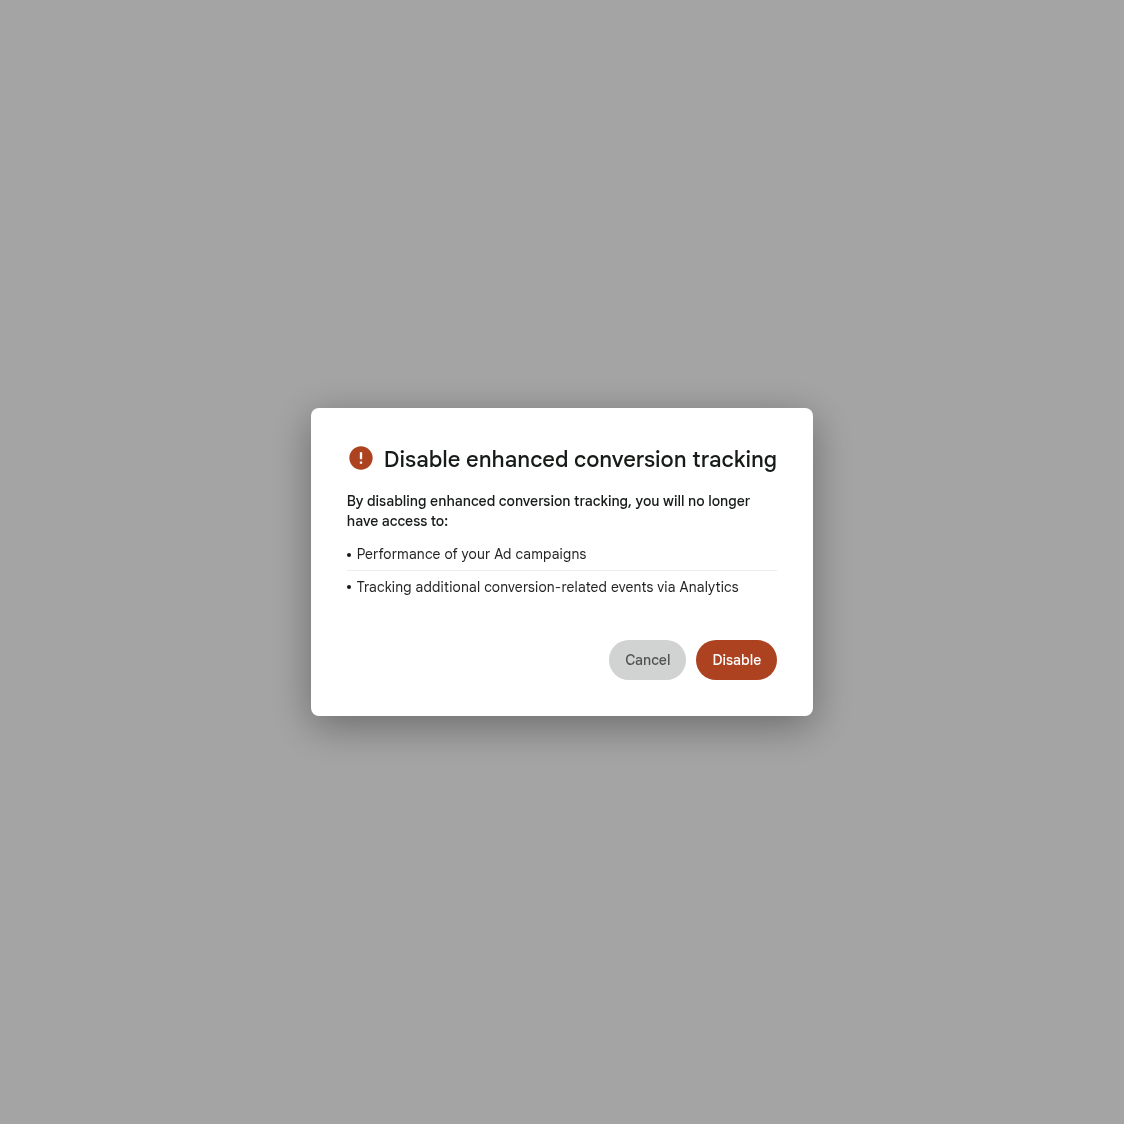 Disable enhanced conversion tracking
By disabling enhanced conversion tracking, you will no longer
have access to:
• Performance of your Ad campaigns
• Tracking additional conversion-related events via Analytics
Cancel Disable